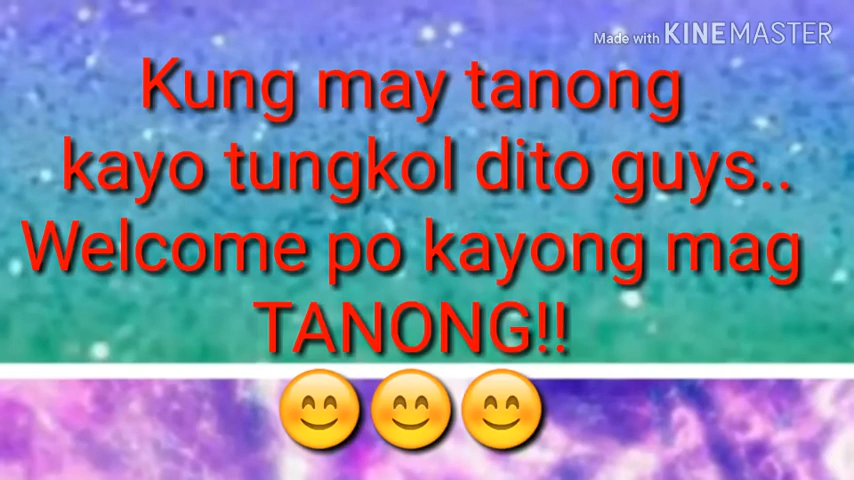 Made with KINEMASTER
Kung may tanong
kayo tungkol dito guys..
Welcome po kayong mag
TANONG!!
😊😊😊